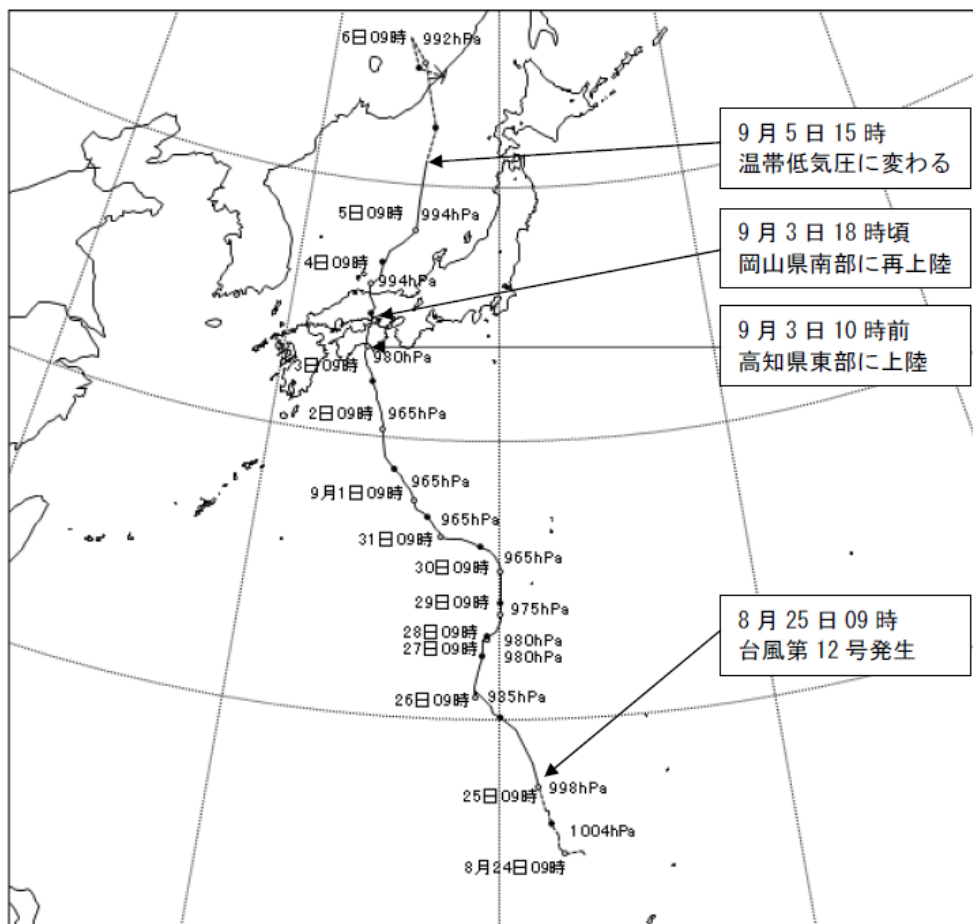 6日09時 992hPa
9月5日15時
温帯低気圧に変わる
5日09時 994hPa
9月3日18時頃
岡山県南部に再上陸
4日09時 994hPa
9月3日10時前
高知県東部に上陸
3日09時 980hPa
2日09時 965hPa
9月1日09時 965hPa
31日09時 965hPa
30日09時 965hPa
29日09時 975hPa
28日09時 980hPa
27日09時 980hPa
8月25日09時
台風第12号発生
26日09時 985hPa
25日09時 998hPa
8月24日09時 1004hPa